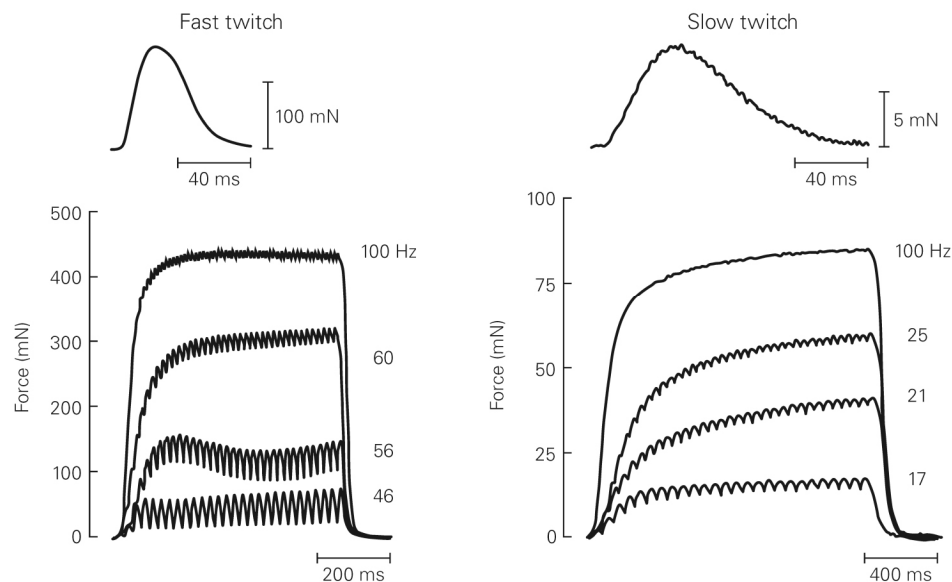 Fast twitch
100 mN
40 ms
500
400
300
200
100
0
Force (mN)
100 Hz
60
56
46
200 ms
Slow twitch
5 mN
40 ms
100
75
50
25
0
Force (mN)
100 Hz
25
21
17
400 ms